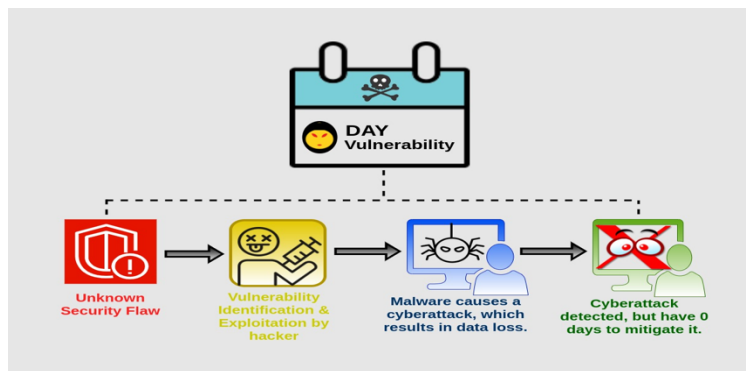 DAY
Vulnerability
Unknown
Security Flaw
Vulnerability
Identification &
Exploitation by
hacker
Malware causes a
cyberattack, which
results in data loss.
Cyberattack
detected, but have 0
days to mitigate it.